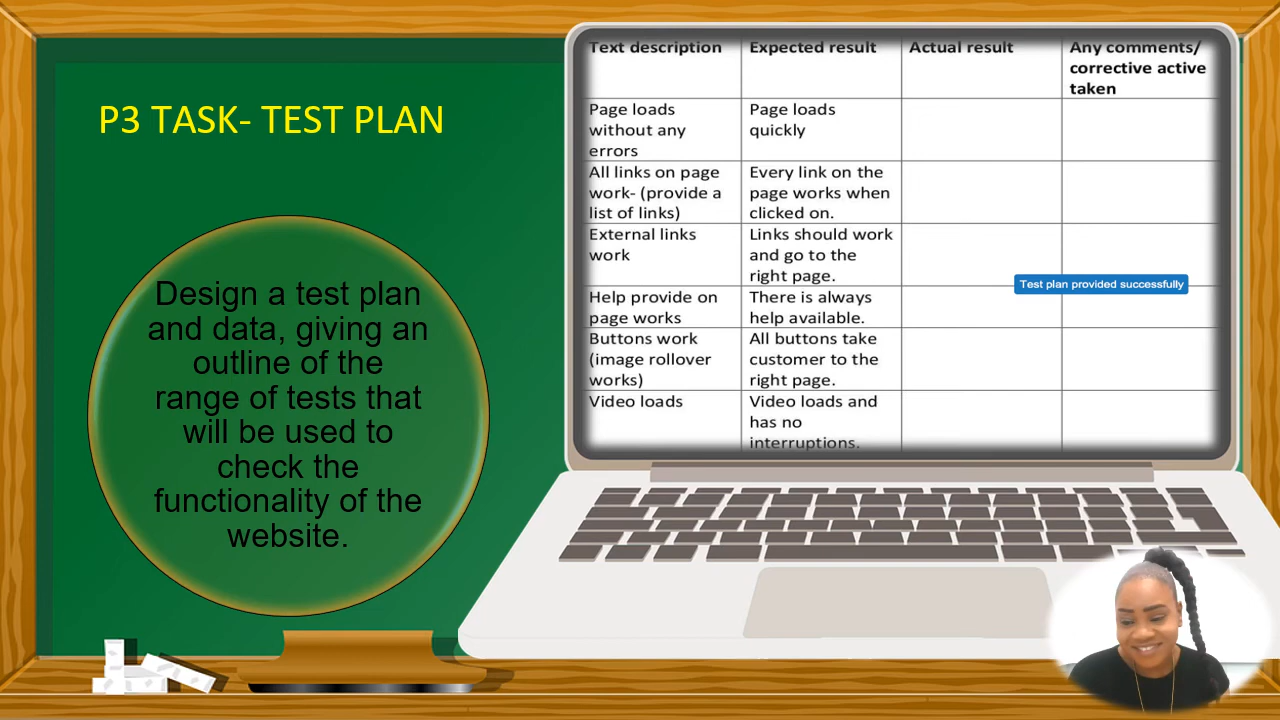 P3 TASK- TEST PLAN
Design a test plan
and data, giving an
outline of the
range of tests that
will be used to
check the
functionality of the
website.
Text description
Expected result
Actual result
Any comments/
corrective active
taken
Page loads
without any
errors
Page loads
quickly
All links on page
work- (provide a
list of links)
Every link on the
page works when
clicked on.
External links
work
Links should work
and go to the
right page.
Test plan provided successfully
Help provide on
page works
There is always
help available.
Buttons work
(image rollover
works)
All buttons take
customer to the
right page.
Video loads
Video loads and
has no
interruptions.